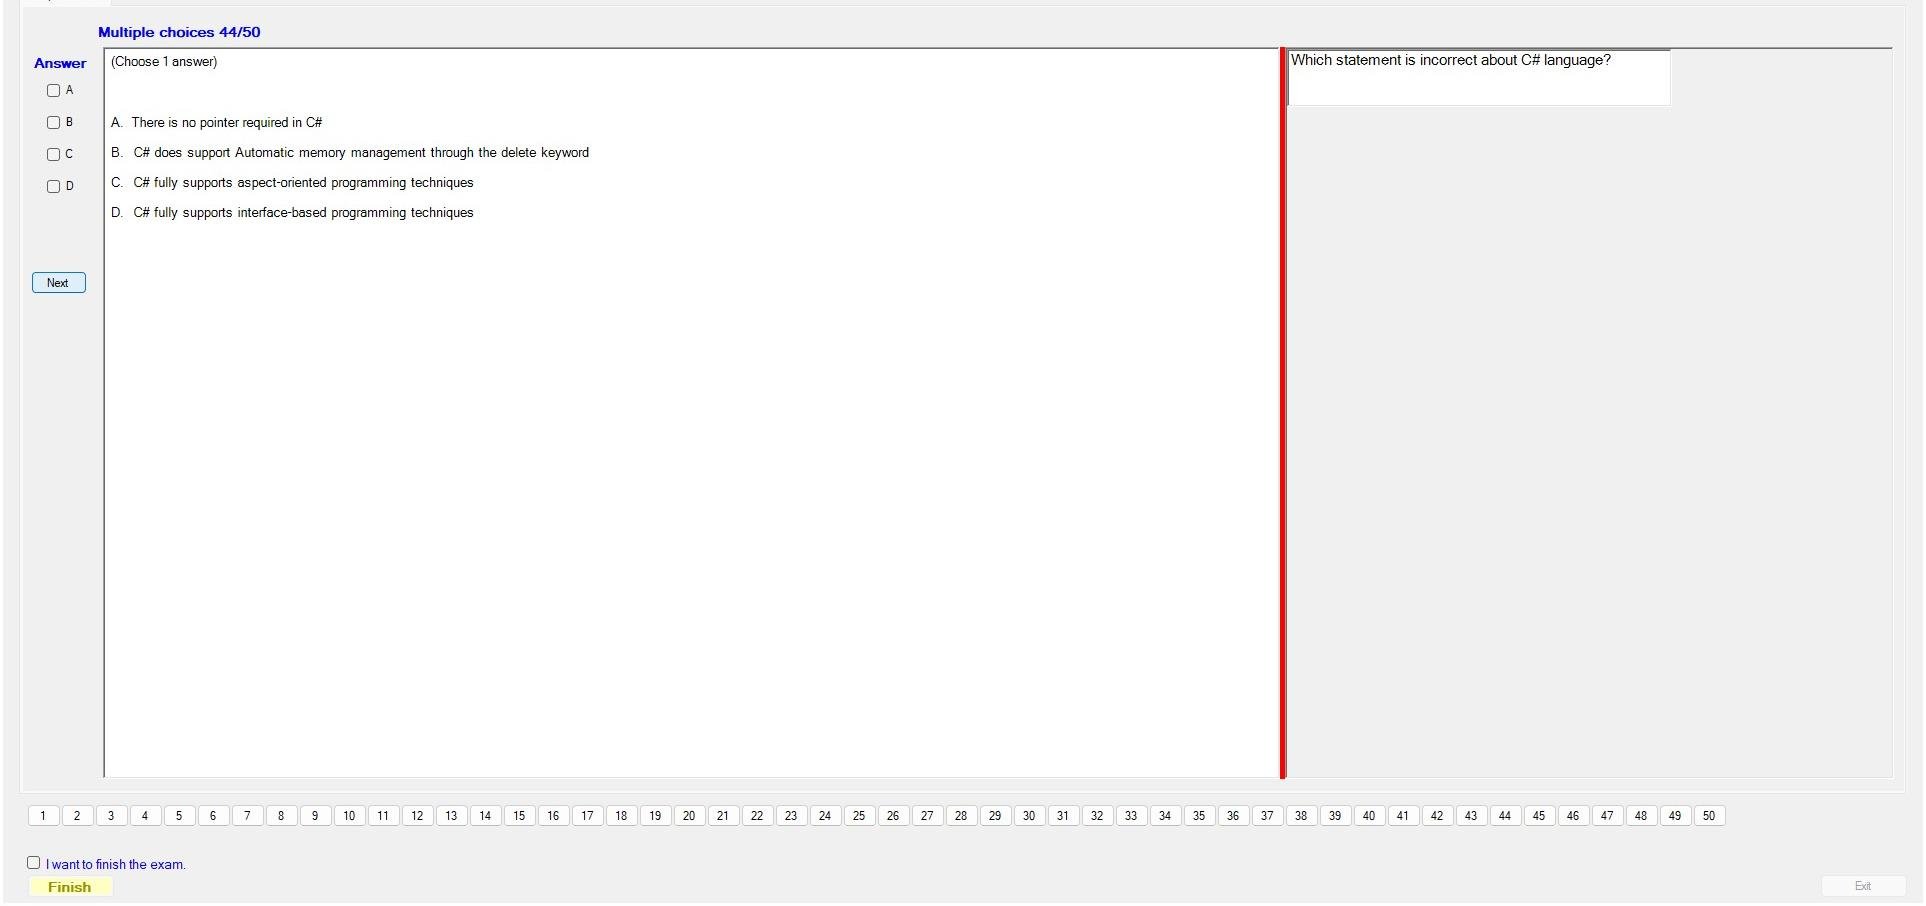 Multiple choices 44/50
Answer
A
B
C
D
Next
(Choose 1 answer)
A. There is no pointer required in C#
B. C# does support Automatic memory management through the delete keyword
C. C# fully supports aspect-oriented programming techniques
D. C# fully supports interface-based programming techniques
Which statement is incorrect about C# language?
1 2 3 4 5 6 7 8 9 10 11 12 13 14 15 16 17 18 19 20 21 22 23 24 25 26 27 28 29 30 31 32 33 34 35 36 37 38 39 40 41 42 43 44 45 46 47 48 49 50
I want to finish the exam.
Finish
Exit